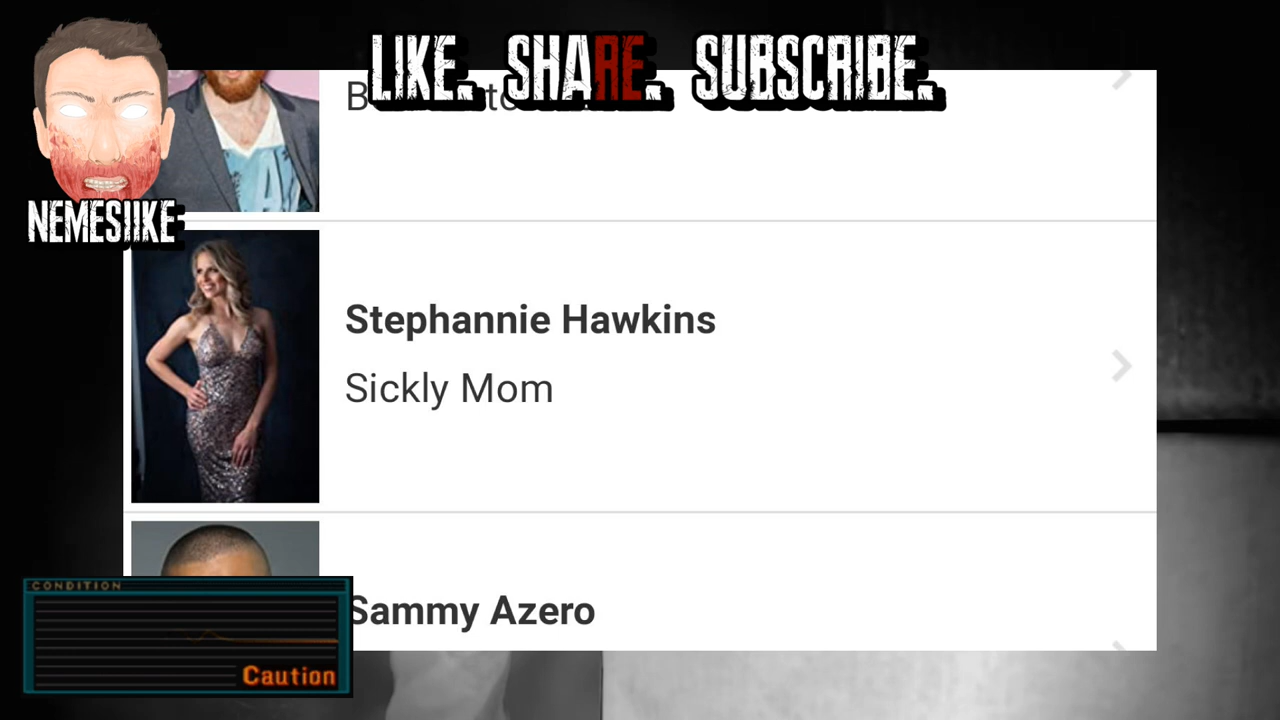 LIKE. SHARE. SUBSCRIBE.
NEMESIIKE
Stephannie Hawkins
Sickly Mom
Sammy Azero
CONDITION
Caution